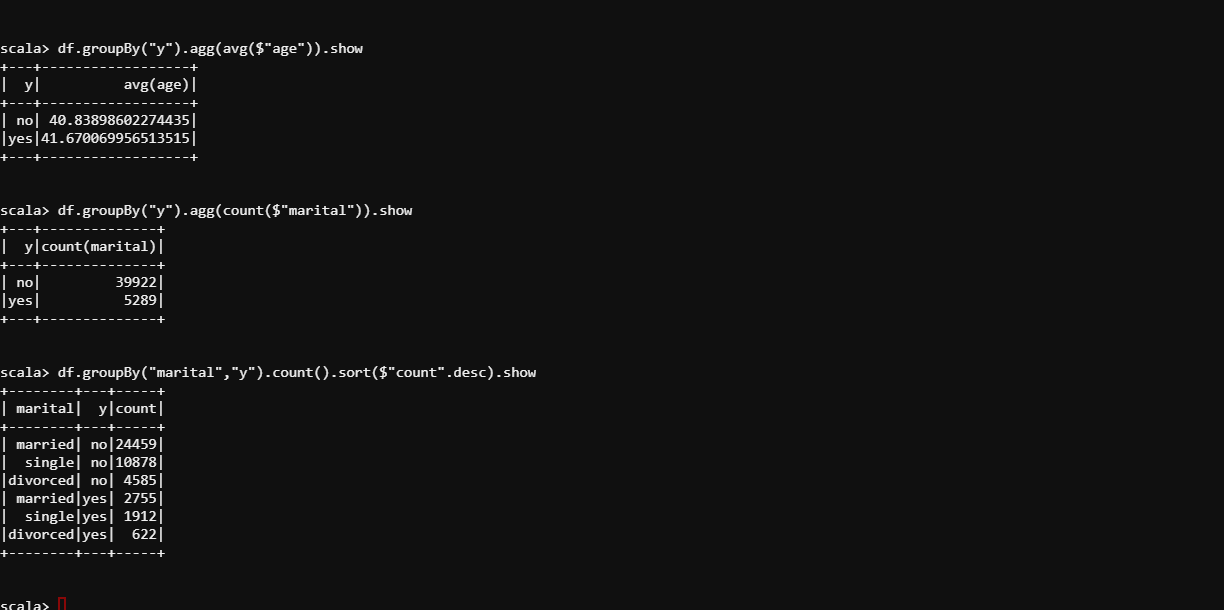 scala> df.groupBy("y").agg(avg($"age")).show
+---+------------------+
|  y|          avg(age)|
+---+------------------+
| no| 40.83898602274435|
|yes|41.670069956513515|
+---+------------------+
scala> df.groupBy("y").agg(count($"marital")).show
+---+--------------+
|  y|count(marital)|
+---+--------------+
| no|         39922|
|yes|          5289|
+---+--------------+
scala> df.groupBy("marital","y").count().sort($"count".desc).show
+--------+---+-----+
| marital|  y|count|
+--------+---+-----+
| married| no|24459|
|  single| no|10878|
|divorced| no| 4585|
| married|yes| 2755|
|  single|yes| 1912|
|divorced|yes|  622|
+--------+---+-----+
scala>